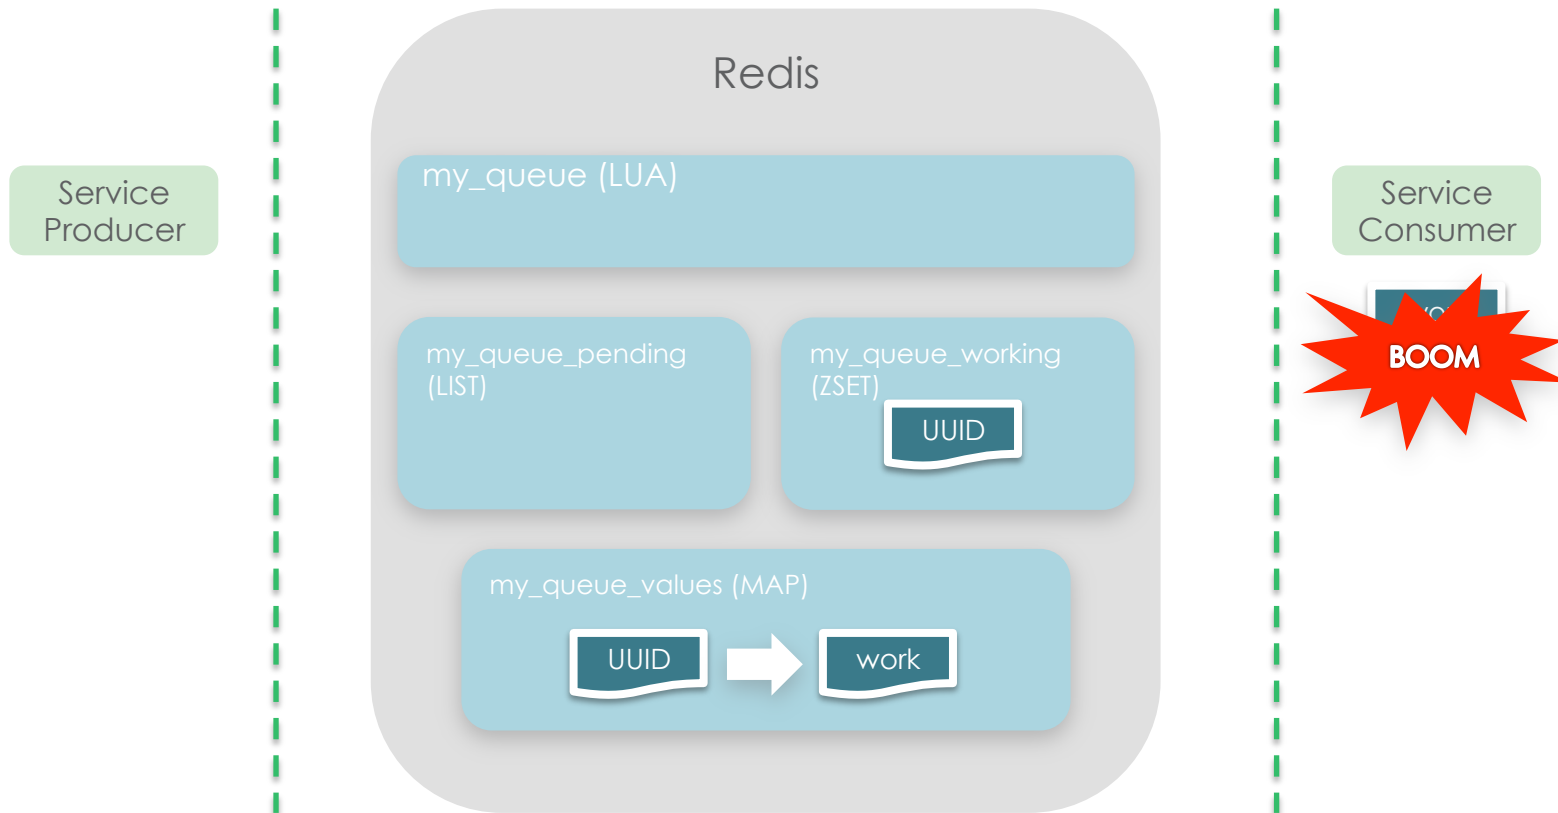 Redis
my_queue (LUA)
Service
Producer
Service
Consumer
my_queue_pending
(LIST)
my_queue_working
(ZSET)
UUID
BOOM
my_queue_values (MAP)
UUID
work